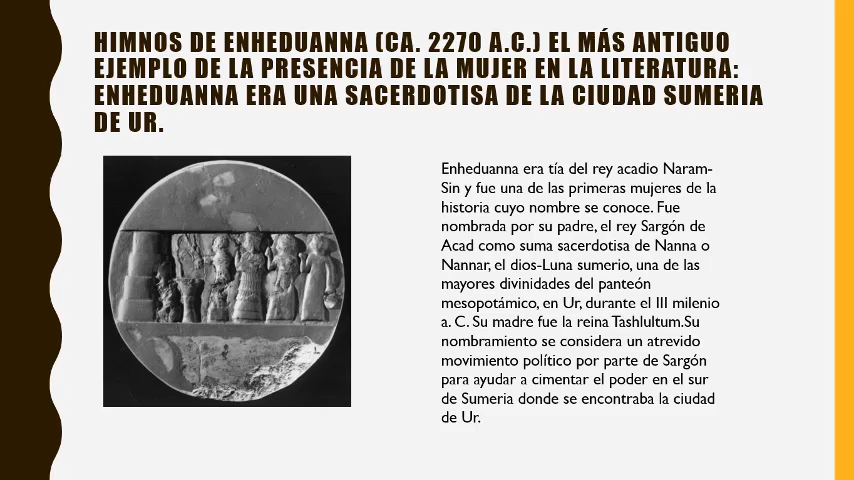 HIMNOS DE ENHEDUANNA (CA. 2270 A.C.) EL MÁS ANTIGUO
EJEMPLO DE LA PRESENCIA DE LA MUJER EN LA LITERATURA:
ENHEDUANNA ERA UNA SACERDOTISA DE LA CIUDAD SUMERIA
DE UR.
Enheduanna era tía del rey acadio Naram-
Sin y fue una de las primeras mujeres de la
historia cuyo nombre se conoce. Fue
nombrada por su padre, el rey Sargón de
Acad como suma sacerdotisa de Nanna o
Nannar, el dios-Luna sumerio, una de las
mayores divinidades del panteón
mesopotámico, en Ur, durante el III milenio
a. C. Su madre fue la reina Tashlultum.Su
nombramiento se considera un atrevido
movimiento político por parte de Sargón
para ayudar a cimentar el poder en el sur
de Sumeria donde se encontraba la ciudad
de Ur.